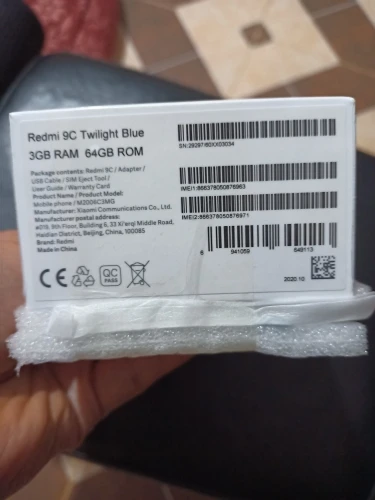 Redmi 9C Twilight Blue
3GB RAM 64GB ROM
Package contents: Redmi 9C / Adapter /
USB Cable / SIM Eject Tool /
User Guide / Warranty Card
Product Name / Product Model:
Mobile phone / M2006C3MG
Manufacturer: Xiaomi Communications Co., Ltd.
Manufacturer postal address:
#019, 9th Floor, Building 6, 33 Xi'erqi Middle Road,
Haidian District, Beijing, China, 100085
Brand: Redmi
Made in China
SN:29297/60XX03034
IMEI1:866378050876963
IMEI2:866378050876971
6 941059 649113
2020.10
CE
QC
PASS